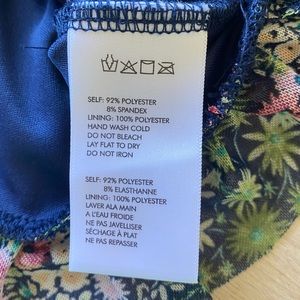 SELF: 92% POLYESTER
8% SPANDEX
LINING: 100% POLYESTER
HAND WASH COLD
DO NOT BLEACH
LAY FLAT TO DRY
DO NOT IRON
SELF: 92% POLYESTER
8% ELASTHANNE
LINING: 100% POLYESTER
LAVER ALA MAIN
A L'EAU FROIDE
NE PAS JAVELLISER
SÉCHAGE À PLAT
NE PAS REPASSER